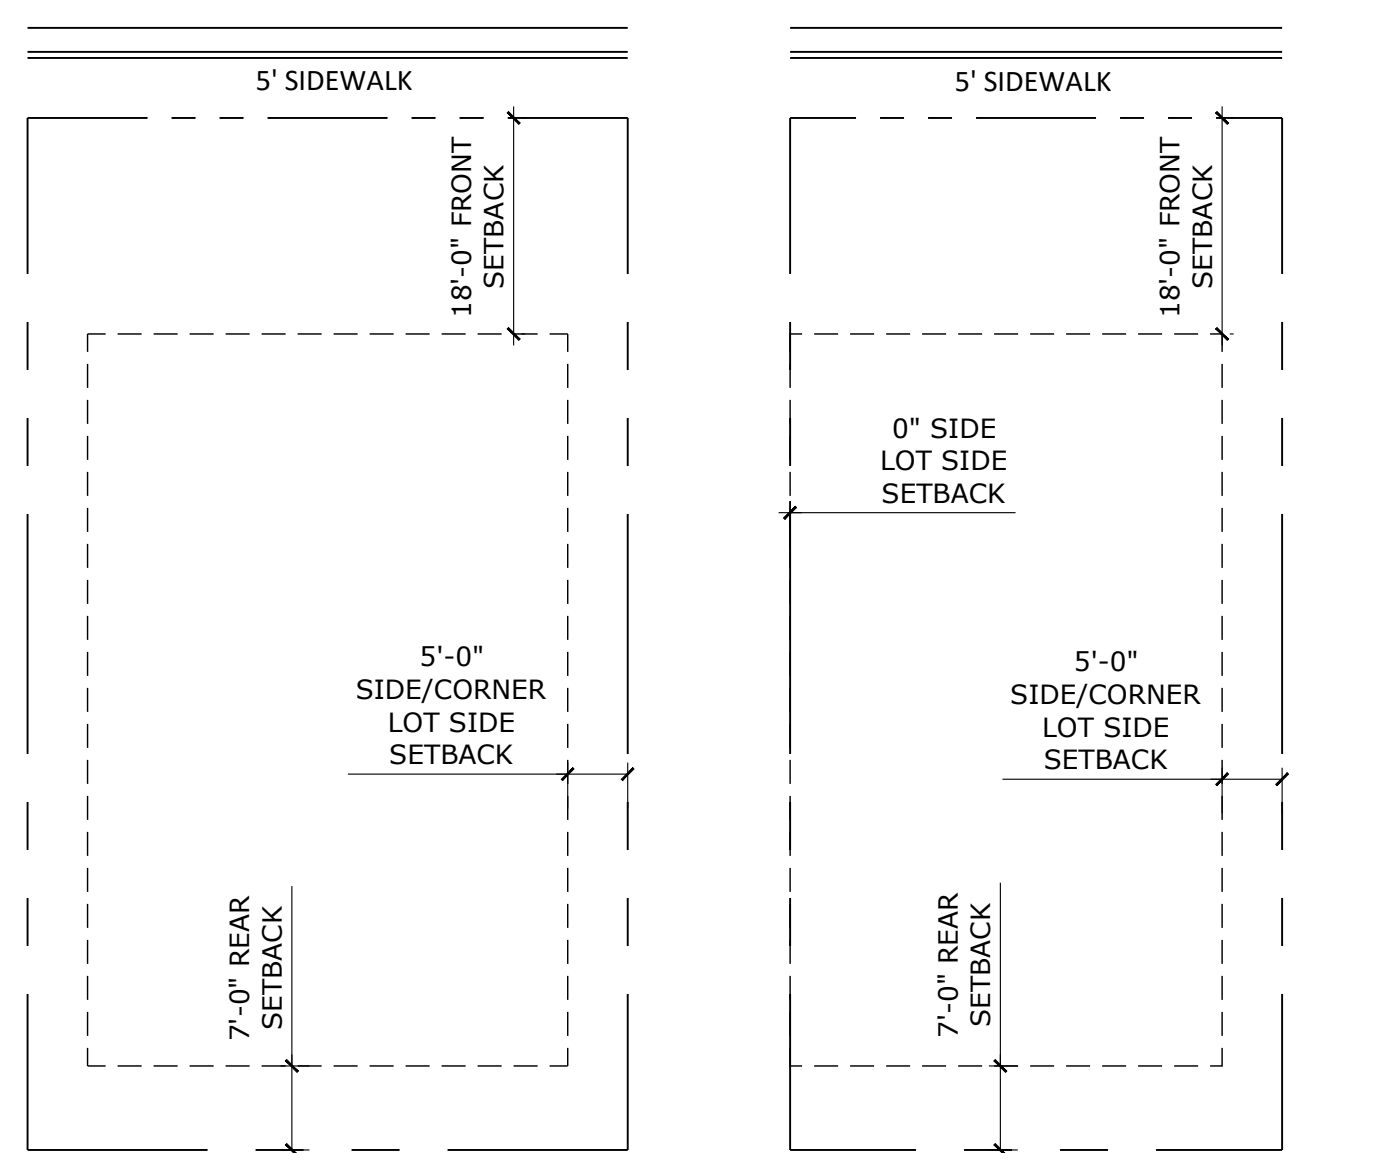 5' SIDEWALK
18'-0" FRONT
SETBACK
5'-0"
SIDE/CORNER
LOT SIDE
SETBACK
7'-0" REAR
SETBACK
5' SIDEWALK
18'-0" FRONT
SETBACK
0" SIDE
LOT SIDE
SETBACK
5'-0"
SIDE/CORNER
LOT SIDE
SETBACK
7'-0" REAR
SETBACK